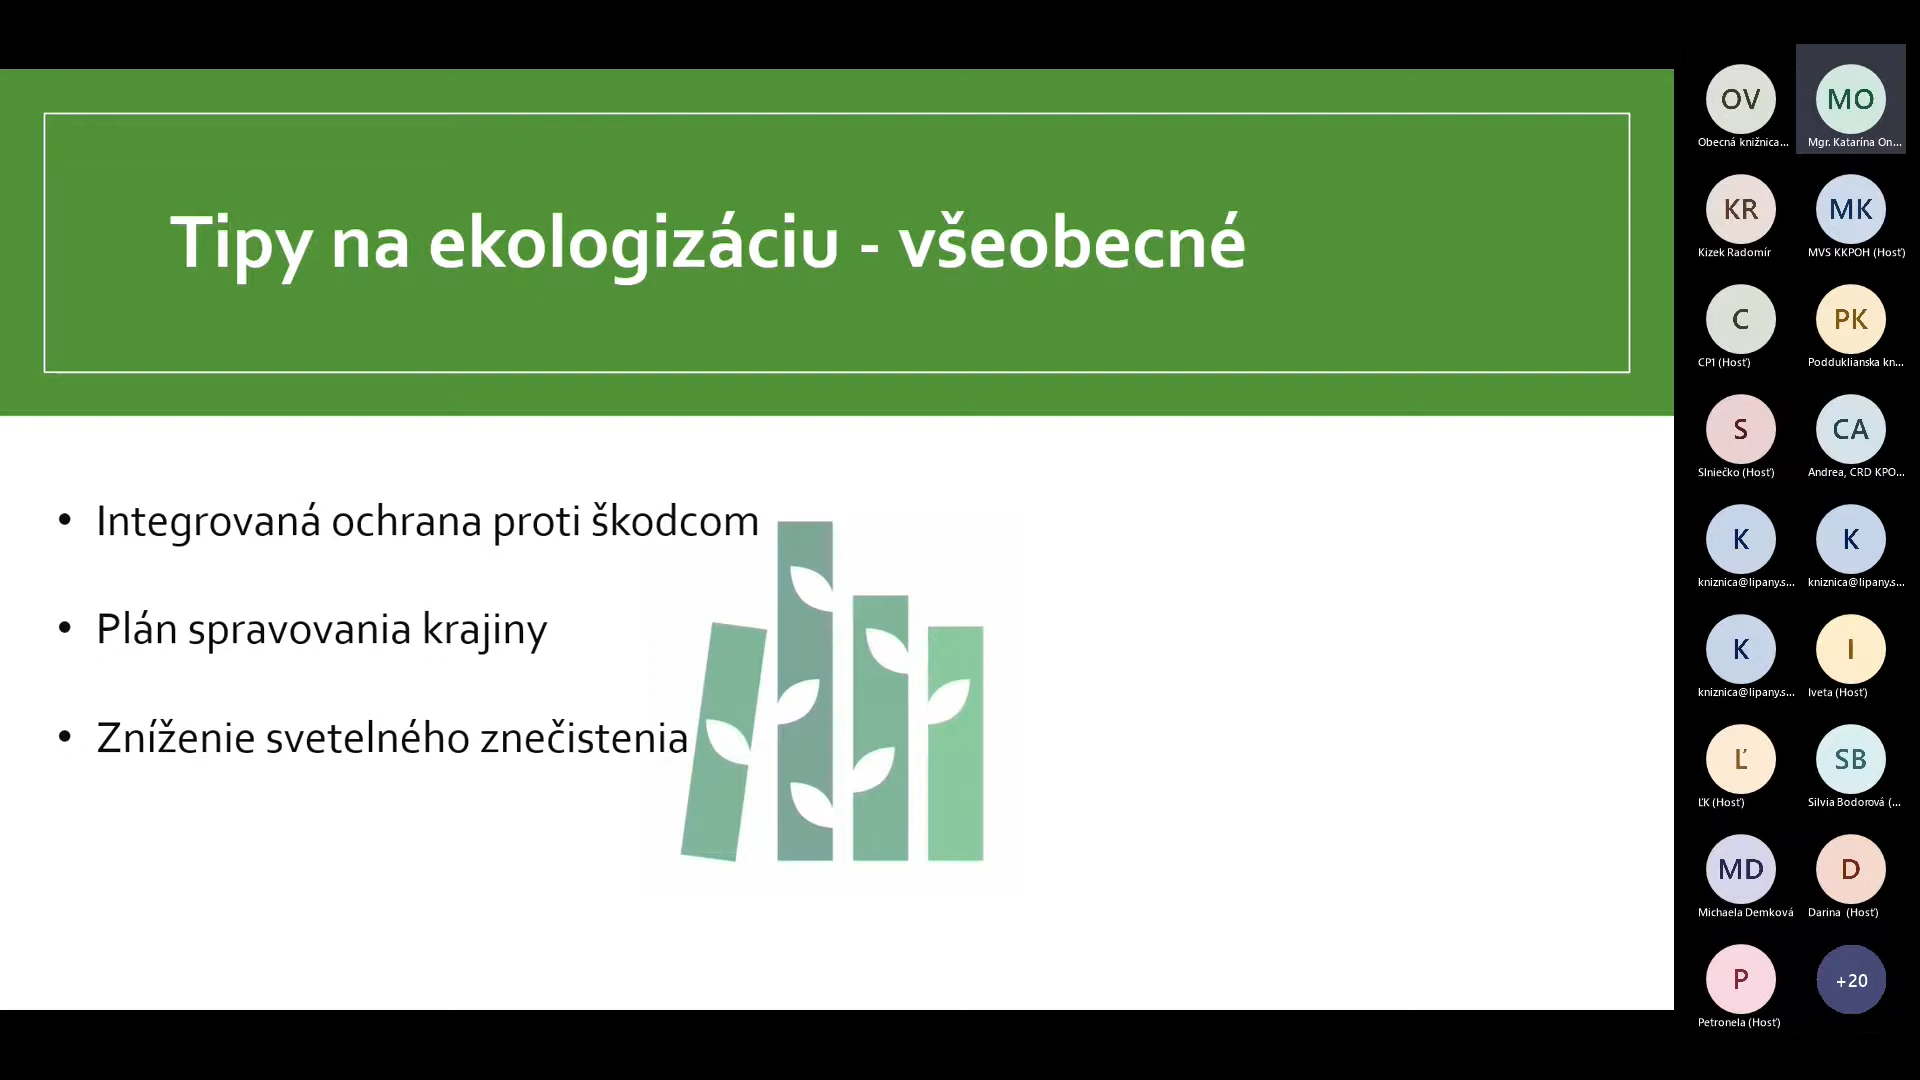 Tipy na ekologizáciu - všeobecné
• Integrovaná ochrana proti škodcom
• Plán spravovania krajiny
• Zníženie svetelného znečistenia
OV
MO
Obecná knižnica...
Mgr. Katarína On...
KR
MK
Kizek Radomír
MVS KKPOH (Hosť)
C
PK
CP1 (Hosť)
Podduklianska kn...
S
CA
Slniečko (Hosť)
Andrea, CRD KPO...
K
K
kniznica@lipany.s...
kniznica@lipany.s...
K
I
kniznica@lipany.s...
Iveta (Hosť)
Ľ
SB
ĽK (Hosť)
Silvia Bodorová (...
MD
D
Michaela Demková
Darina (Hosť)
P
+20
Petronela (Hosť)